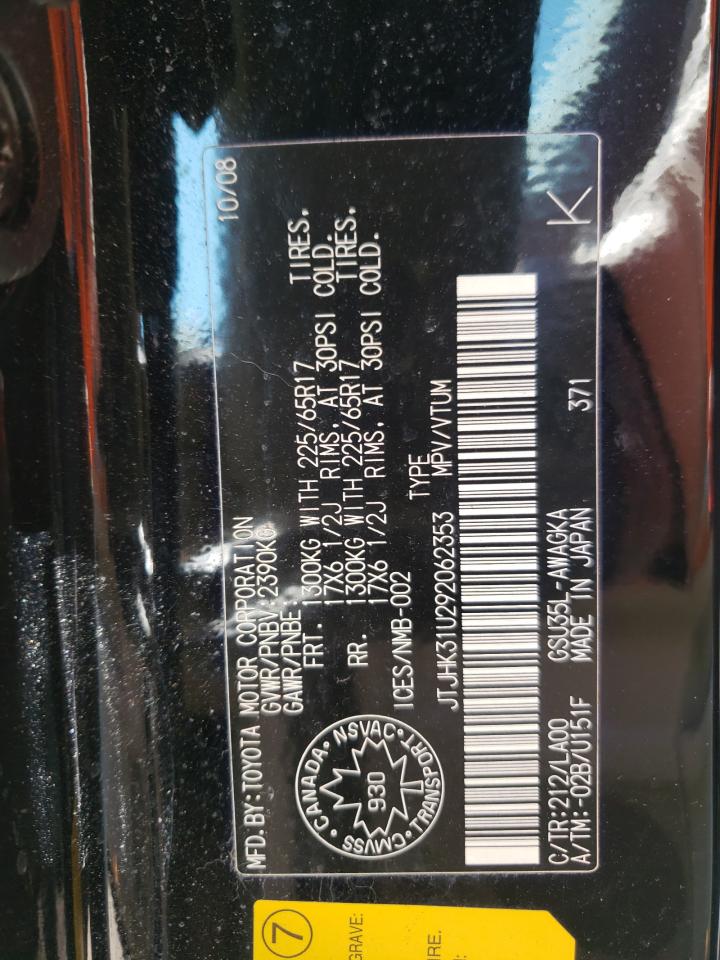 MFD. BY: TOYOTA MOTOR CORPORATION 10/08
GVWR/PNBV: 2390KG
GAWR/PNBE:
FRT. 1300KG WITH 225/65R17 TIRES.
17X6 1/2J RIMS, AT 30PSI COLD.
RR. 1300KG WITH 225/65R17 TIRES.
17X6 1/2J RIMS, AT 30PSI COLD.
ICES/NMB-002
CANADA · NSVAC · TRANSPORT · CMVSS ·
930
TYPE
JTJHK31U292062353 MPV/VTUM
C/TR: 212/LA00 GSU35L-AWAGKA 371
A/TM: -02B/U151F MADE IN JAPAN
K
7
GRAVE:
IRE.